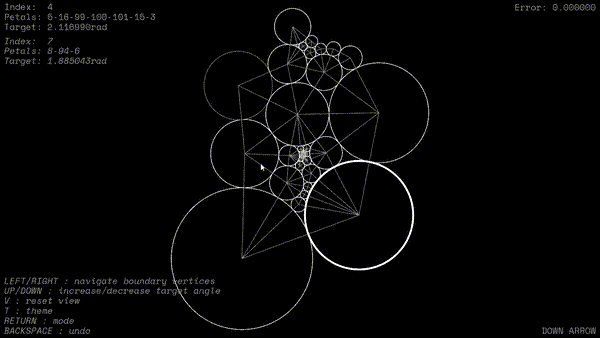 Index: 4
Petals: 5-16-99-100-101-15-3
Target: 2.116990rad
Index: 7
Petals: 8-94-6
Target: 1.885043rad
Error: 0.000000
LEFT/RIGHT : navigate boundary vertices
UP/DOWN : increase/decrease target angle
V : reset view
T : theme
RETURN : mode
BACKSPACE : undo
DOWN ARROW